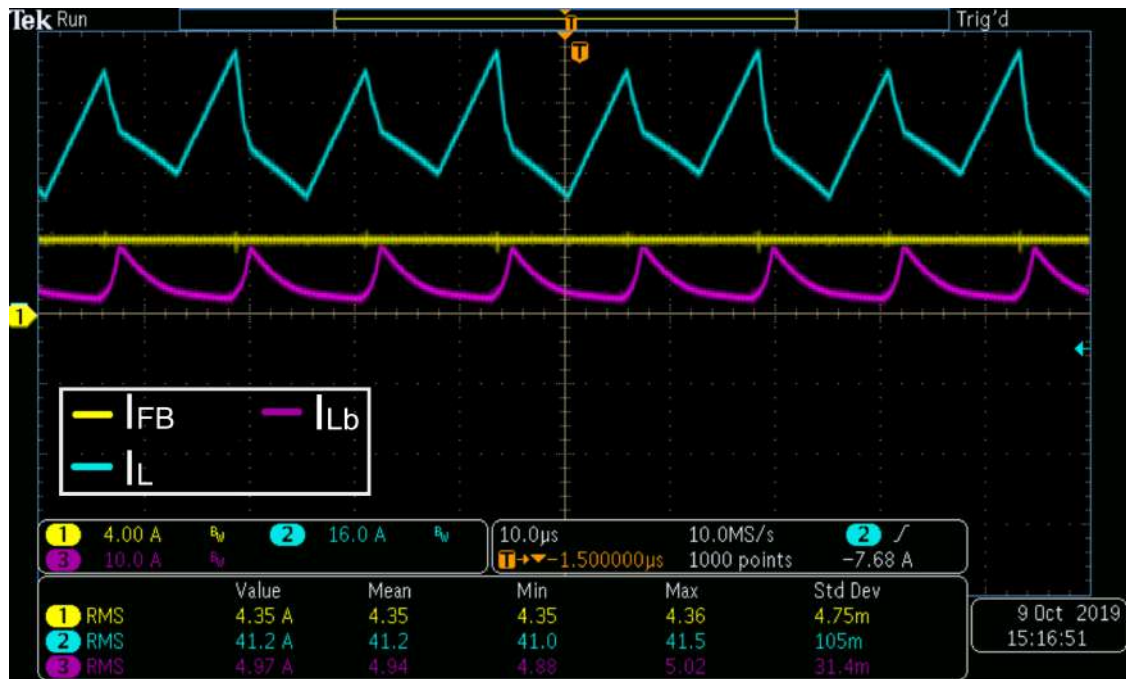 Tek Run Trig'd
T
T
1
I_FB I_Lb
I_L
1 4.00 A BW 2 16.0 A BW
3 10.0 A BW
10.0µs 10.0MS/s 2 ∫
T→▼−1.500000µs 1000 points −7.68 A
Value Mean Min Max Std Dev
1 RMS 4.35 A 4.35 4.35 4.36 4.75m
2 RMS 41.2 A 41.2 41.0 41.5 105m
3 RMS 4.97 A 4.94 4.88 5.02 31.4m
9 Oct 2019
15:16:51